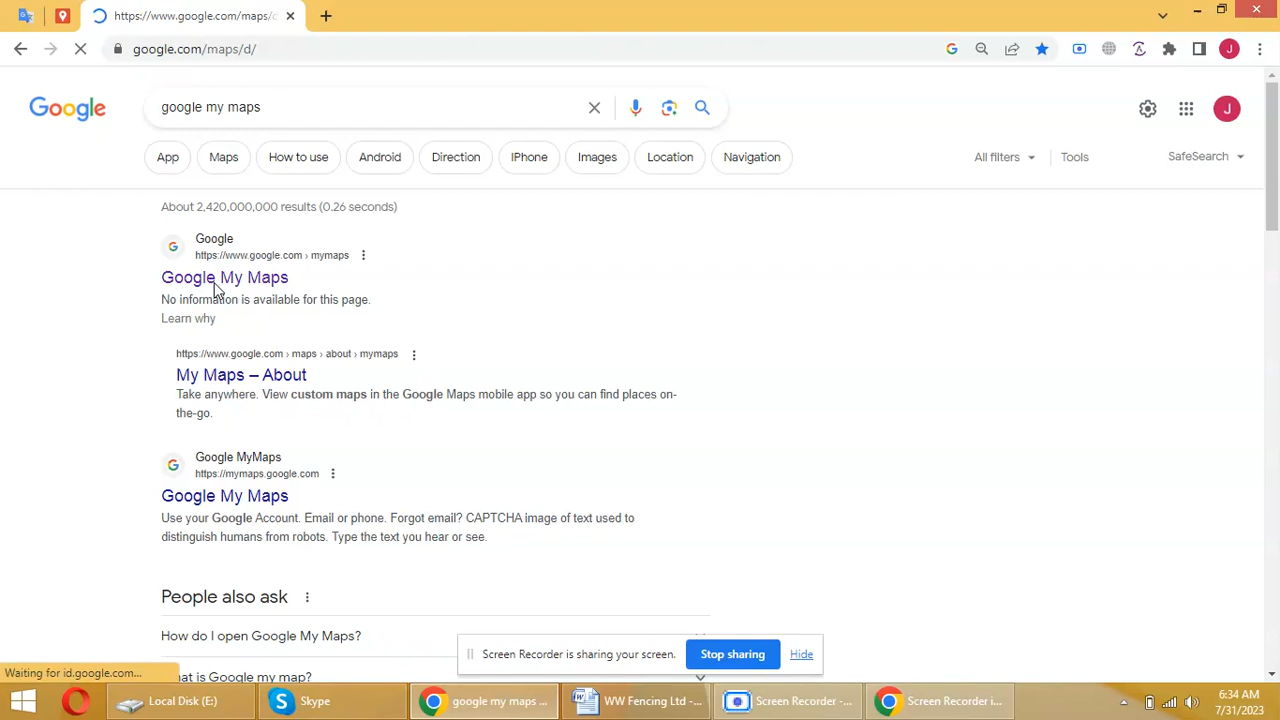 https://www.google.com/maps/
google.com/maps/d/
J
Google
google my maps
J
App
Maps
How to use
Android
Direction
IPhone
Images
Location
Navigation
All filters
Tools
SafeSearch
About 2,420,000,000 results (0.26 seconds)
Google
https://www.google.com › mymaps
Google My Maps
No information is available for this page.
Learn why
https://www.google.com › maps › about › mymaps
My Maps – About
Take anywhere. View custom maps in the Google Maps mobile app so you can find places on-
the-go.
Google MyMaps
https://mymaps.google.com
Google My Maps
Use your Google Account. Email or phone. Forgot email? CAPTCHA image of text used to
distinguish humans from robots. Type the text you hear or see.
People also ask
How do I open Google My Maps?
Screen Recorder is sharing your screen.
Stop sharing
Hide
Waiting for id.google.com...
hat is Google my map?
Local Disk (E:)
Skype
google my maps ...
WW Fencing Ltd -...
Screen Recorder -...
Screen Recorder i...
6:34 AM
7/31/2023